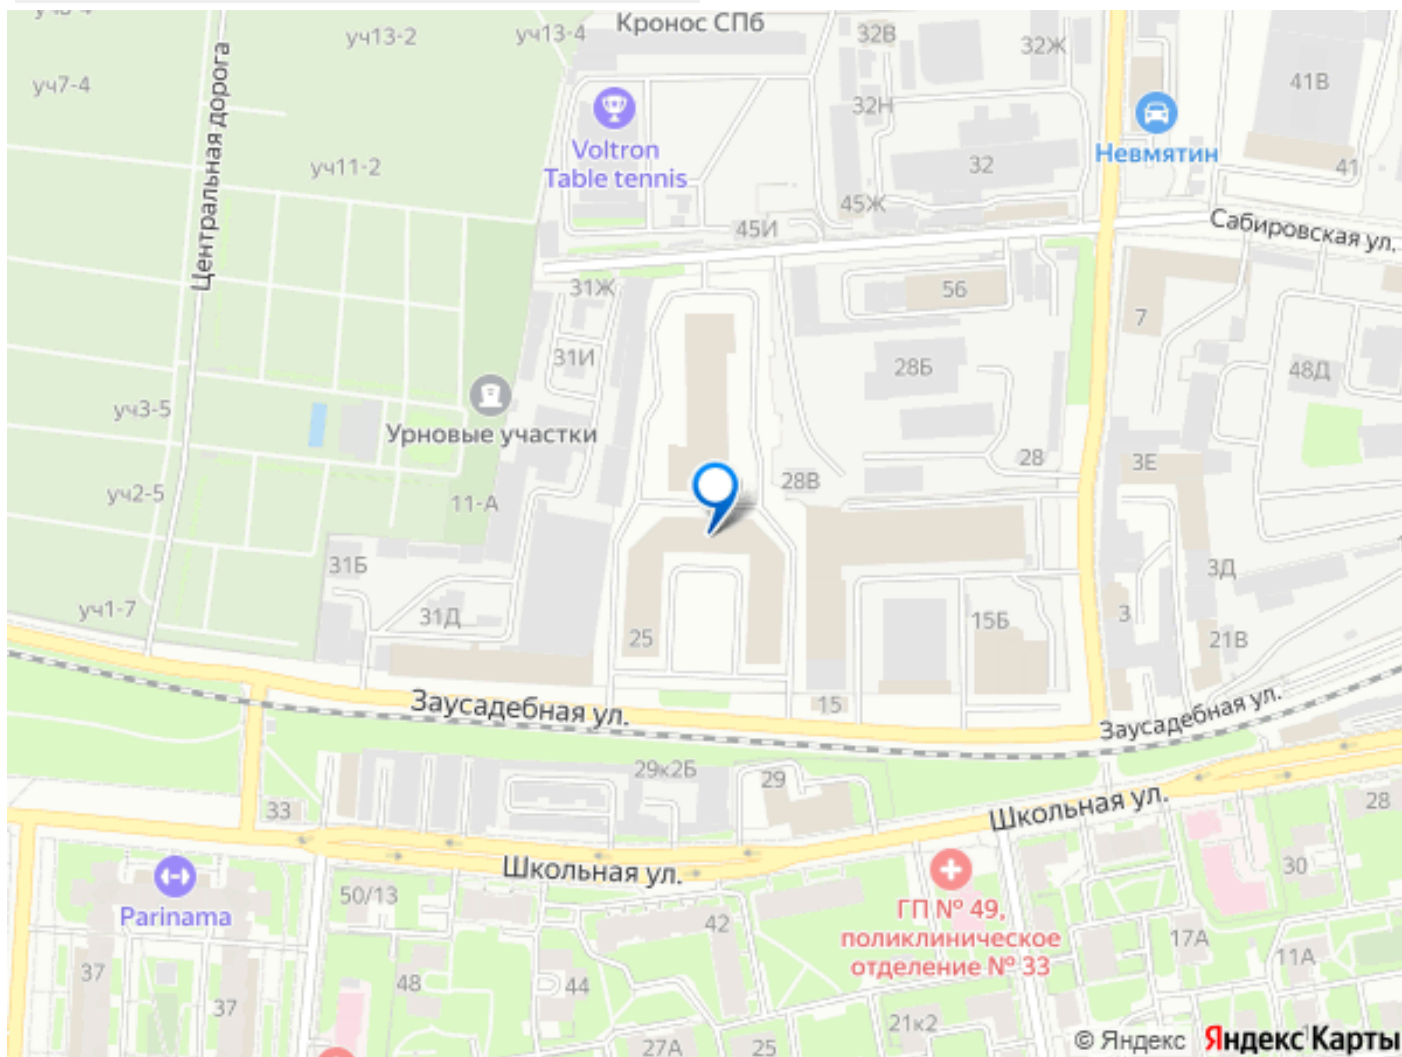 Кронос СПб
уч13-2
уч13-4
32В
32Ж
уч7-4
41В
Центральная дорога
32Н
Voltron
Table tennis
Невмятин
уч11-2
32
41
45Ж
45И
Сабировская ул.
31Ж
56
7
31И
28Б
48Д
уч3-5
Урновые участки
28
3Е
28В
уч2-5
11-А
31Б
3Д
уч1-7
31Д
25
15Б
3
21В
Заусадебная ул.
15
Заусадебная ул.
29к2Б
29
33
Школьная ул.
28
Школьная ул.
30
50/13
Parinama
42
ГП № 49,
поликлиническое
отделение № 33
17А
11А
37
48
44
37
21к2
27А
25
© Яндекс Яндекс Карты